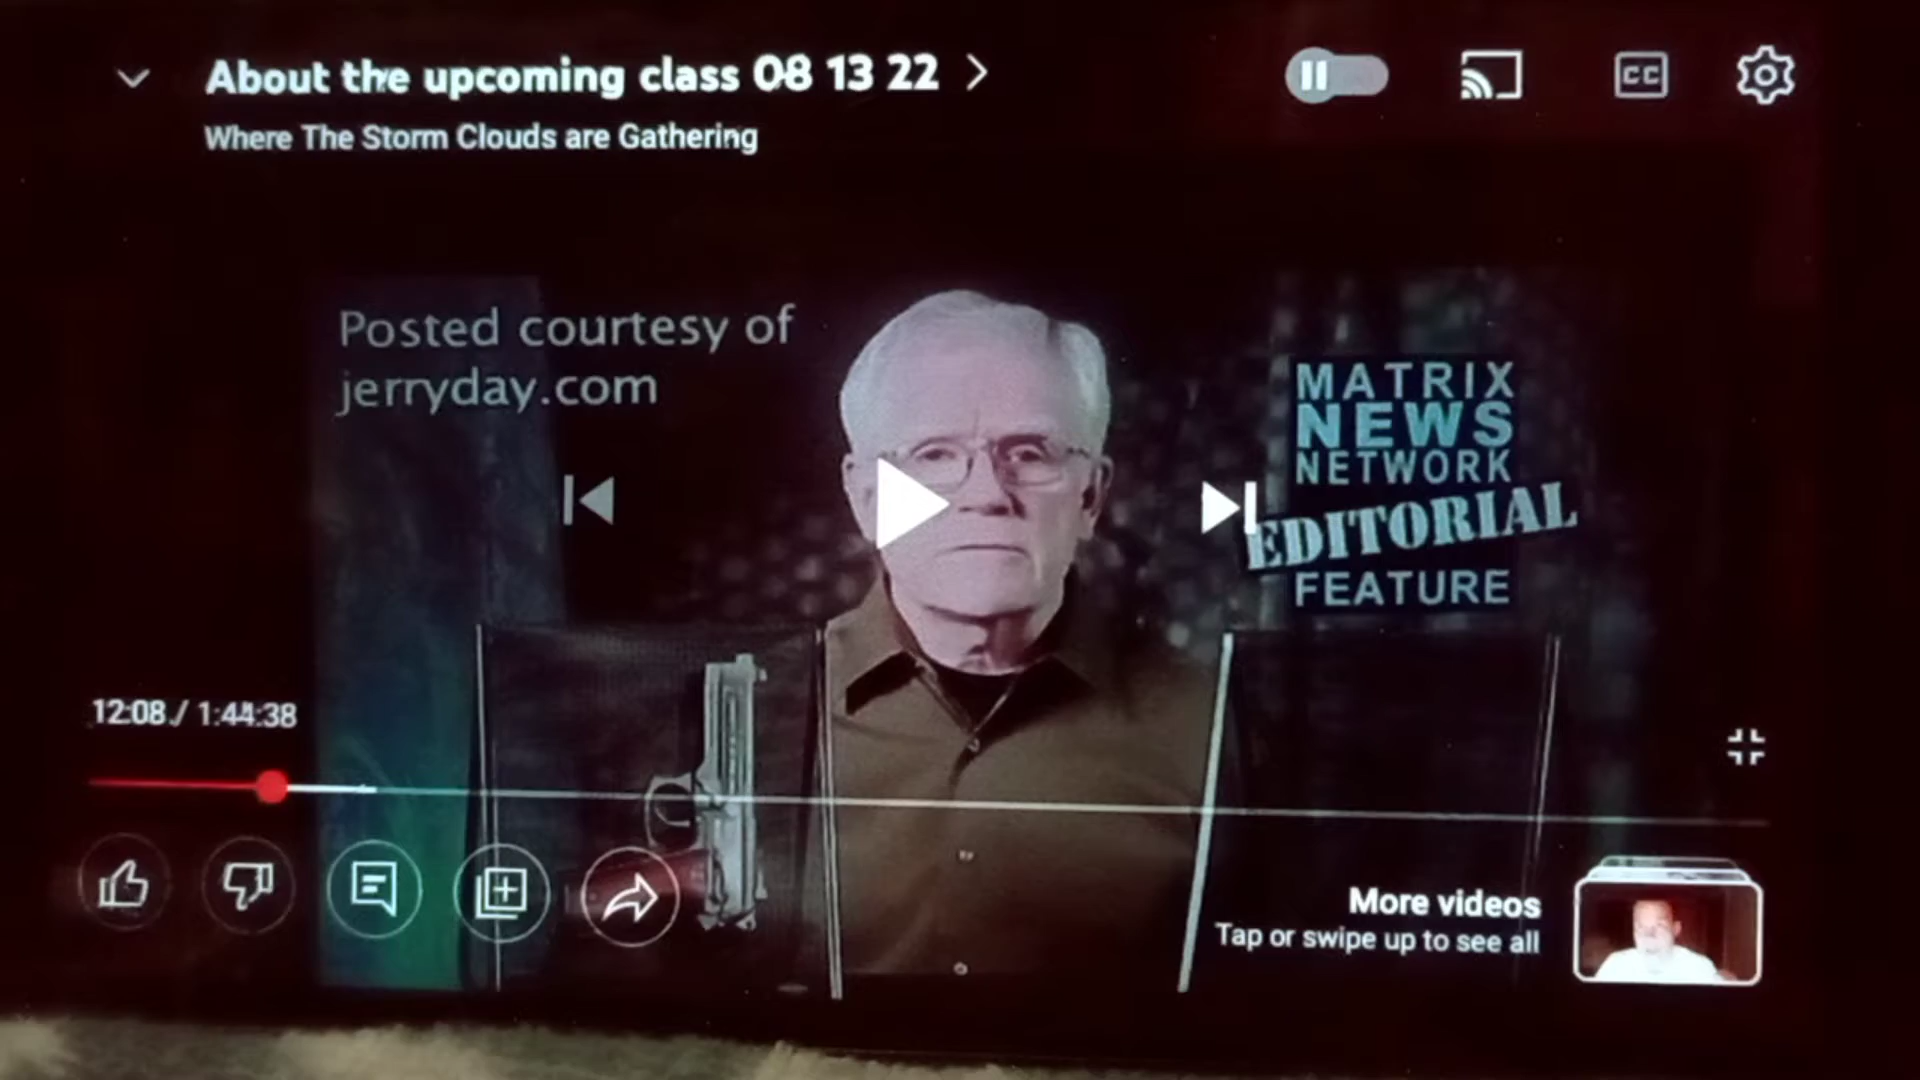 About the upcoming class 08 13 22
Where The Storm Clouds are Gathering
CC
Posted courtesy of
jerryday.com
MATRIX
NEWS
NETWORK
EDITORIAL
FEATURE
12:08 / 1:44:38
More videos
Tap or swipe up to see all